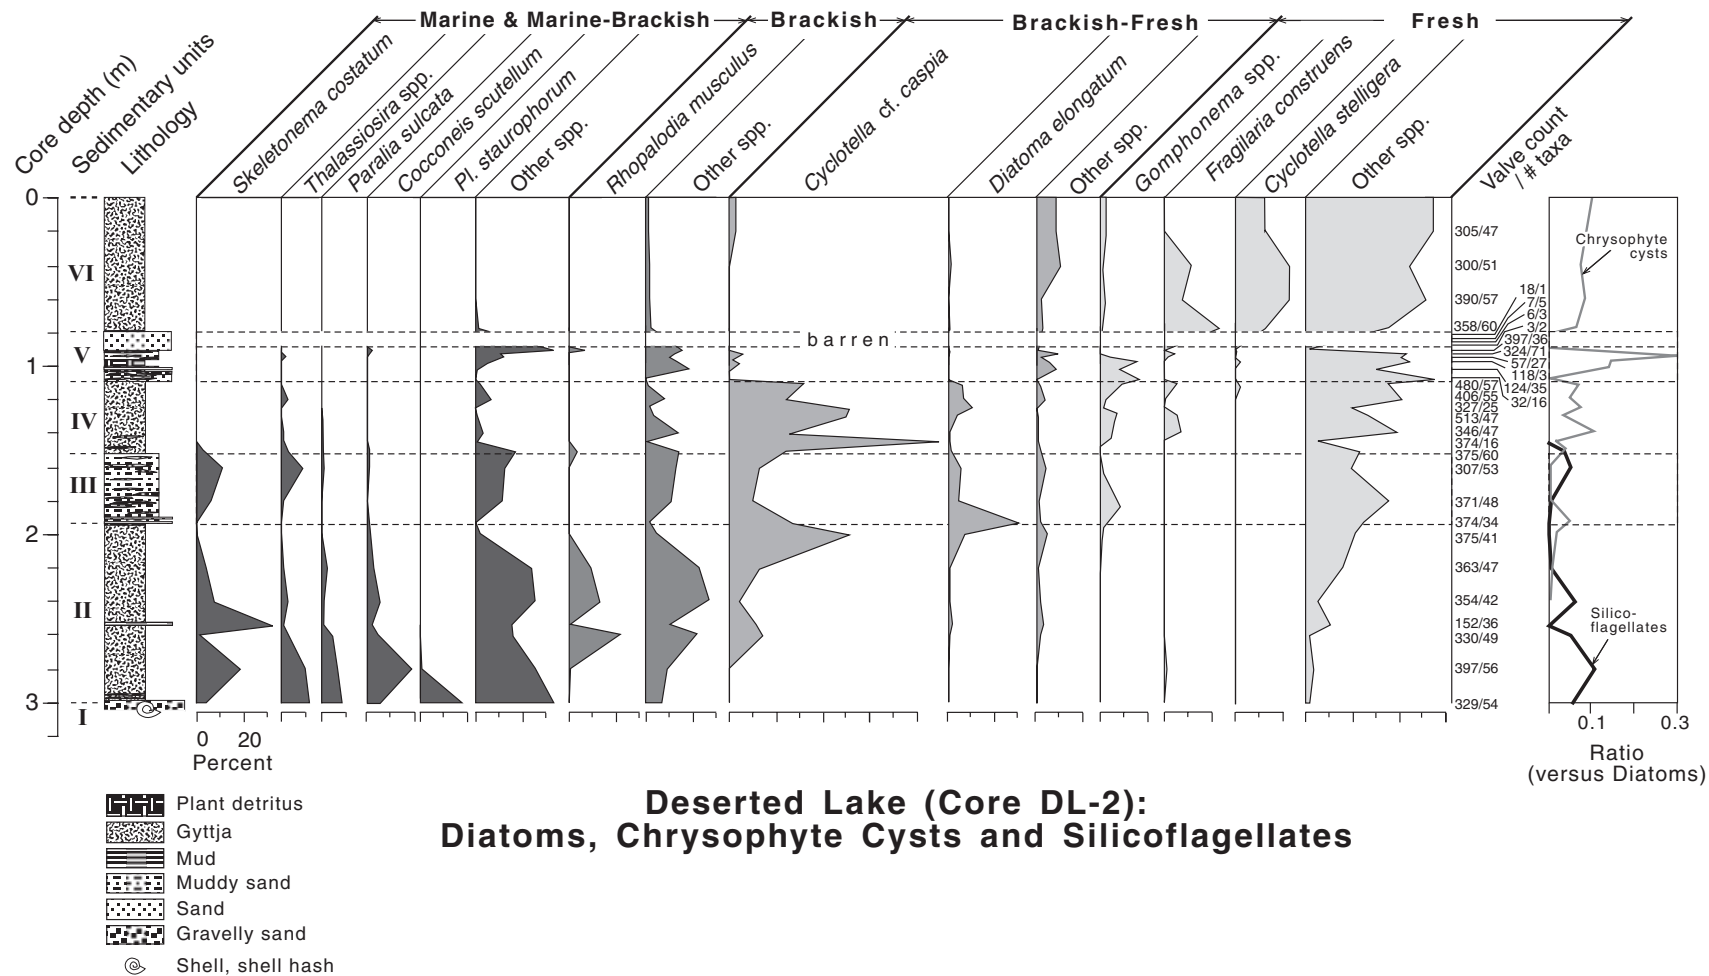 Marine & Marine-Brackish
Brackish
Brackish-Fresh
Fresh
Core depth (m)
Sedimentary units
Lithology
Skeletonema costatum
Thalassiosira spp.
Paralia sulcata
Cocconeis scutellum
Pl. staurophorum
Other spp.
Rhopalodia musculus
Other spp.
Cyclotella cf. caspia
Diatoma elongatum
Other spp.
Gomphonema spp.
Fragilaria construens
Cyclotella stelligera
Other spp.
Valve count
/ # taxa
0
1
2
3
VI
V
IV
III
II
I
barren
305/47
300/51
390/57
358/60
18/1
7/5
6/3
3/2
397/36
324/71
57/27
118/3
124/35
32/16
480/57
406/55
327/25
513/47
346/47
374/16
375/60
307/53
371/48
374/34
375/41
363/47
354/42
152/36
330/49
397/56
329/54
Chrysophyte
cysts
Silico-
flagellates
0 20
Percent
0.1 0.3
Ratio
(versus Diatoms)
Deserted Lake (Core DL-2):
Diatoms, Chrysophyte Cysts and Silicoflagellates
Plant detritus
Gyttja
Mud
Muddy sand
Sand
Gravelly sand
Shell, shell hash